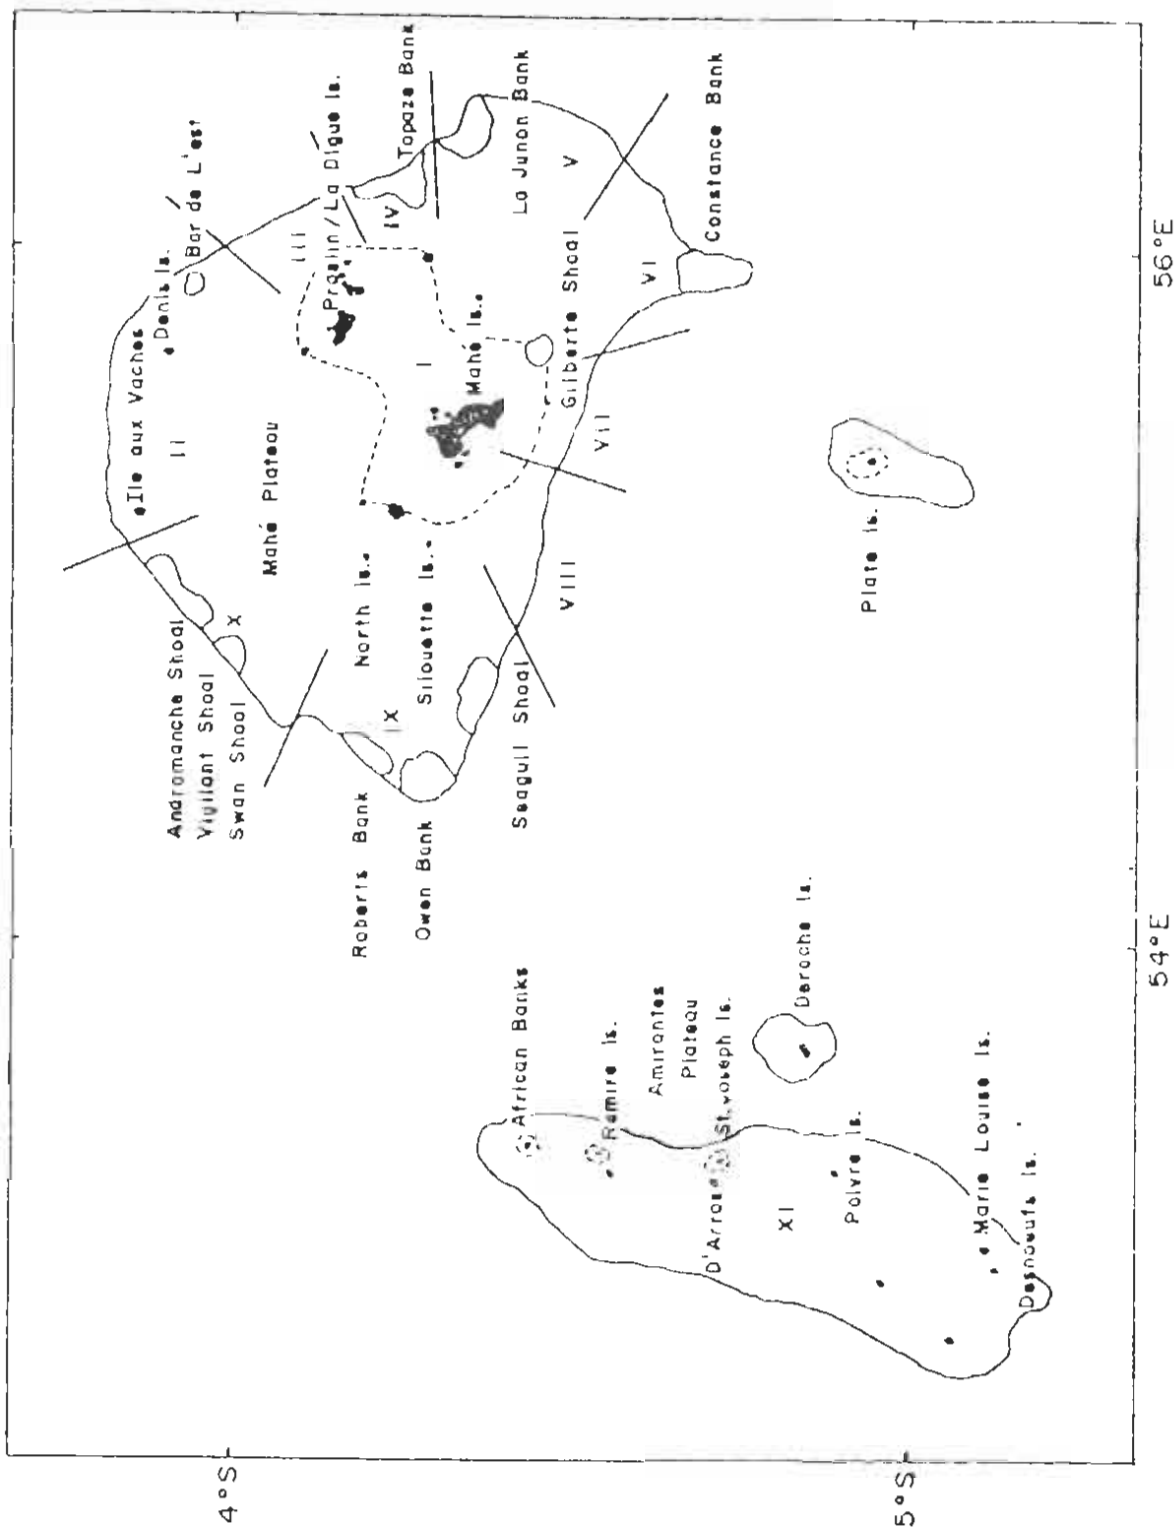 Ile aux Vaches
Denis Is.
Bar de L'est
II
Mahé Plateau
Andromanche Shoal
Vigilant Shoal
Swan Shoal
X
III
Praslin/La Digue Is.
IV
Topaze Bank
I
Mahé Is.
North Is.
Silouette Is.
IX
Roberts Bank
Owen Bank
Seagull Shoal
La Junon Bank
V
Gilberte Shoal
VI
Constance Bank
VII
VIII
Plate Is.
African Banks
Remire Is.
Amirantes
Plateau
D'Arros
St. Joseph Is.
Deroche Is.
XI
Poivre Is.
Marie Louise Is.
Desnoeufs Is.
4°S
5°S
54°E
56°E